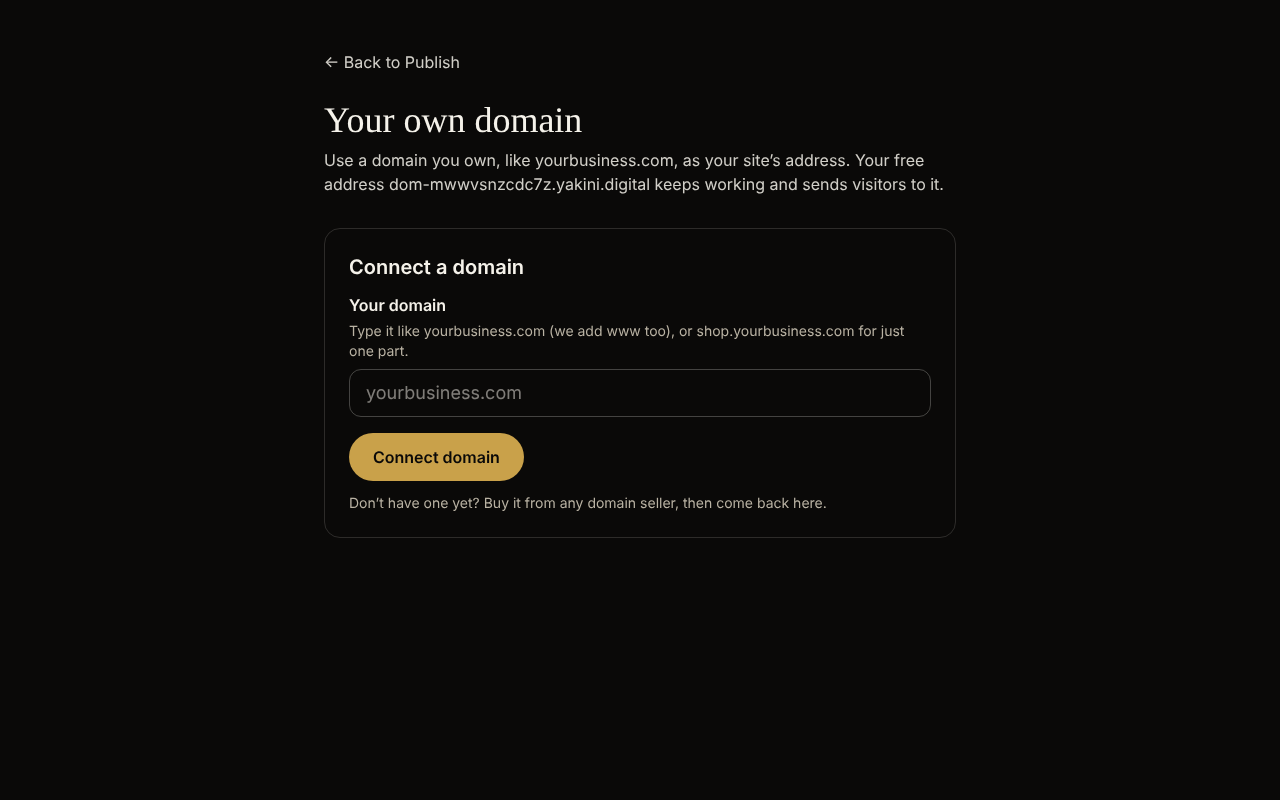 ← Back to Publish
Your own domain
Use a domain you own, like yourbusiness.com, as your site’s address. Your free
address dom-mwwvsnzcdc7z.yakini.digital keeps working and sends visitors to it.
Connect a domain
Your domain
Type it like yourbusiness.com (we add www too), or shop.yourbusiness.com for just
one part.
yourbusiness.com
Connect domain
Don’t have one yet? Buy it from any domain seller, then come back here.